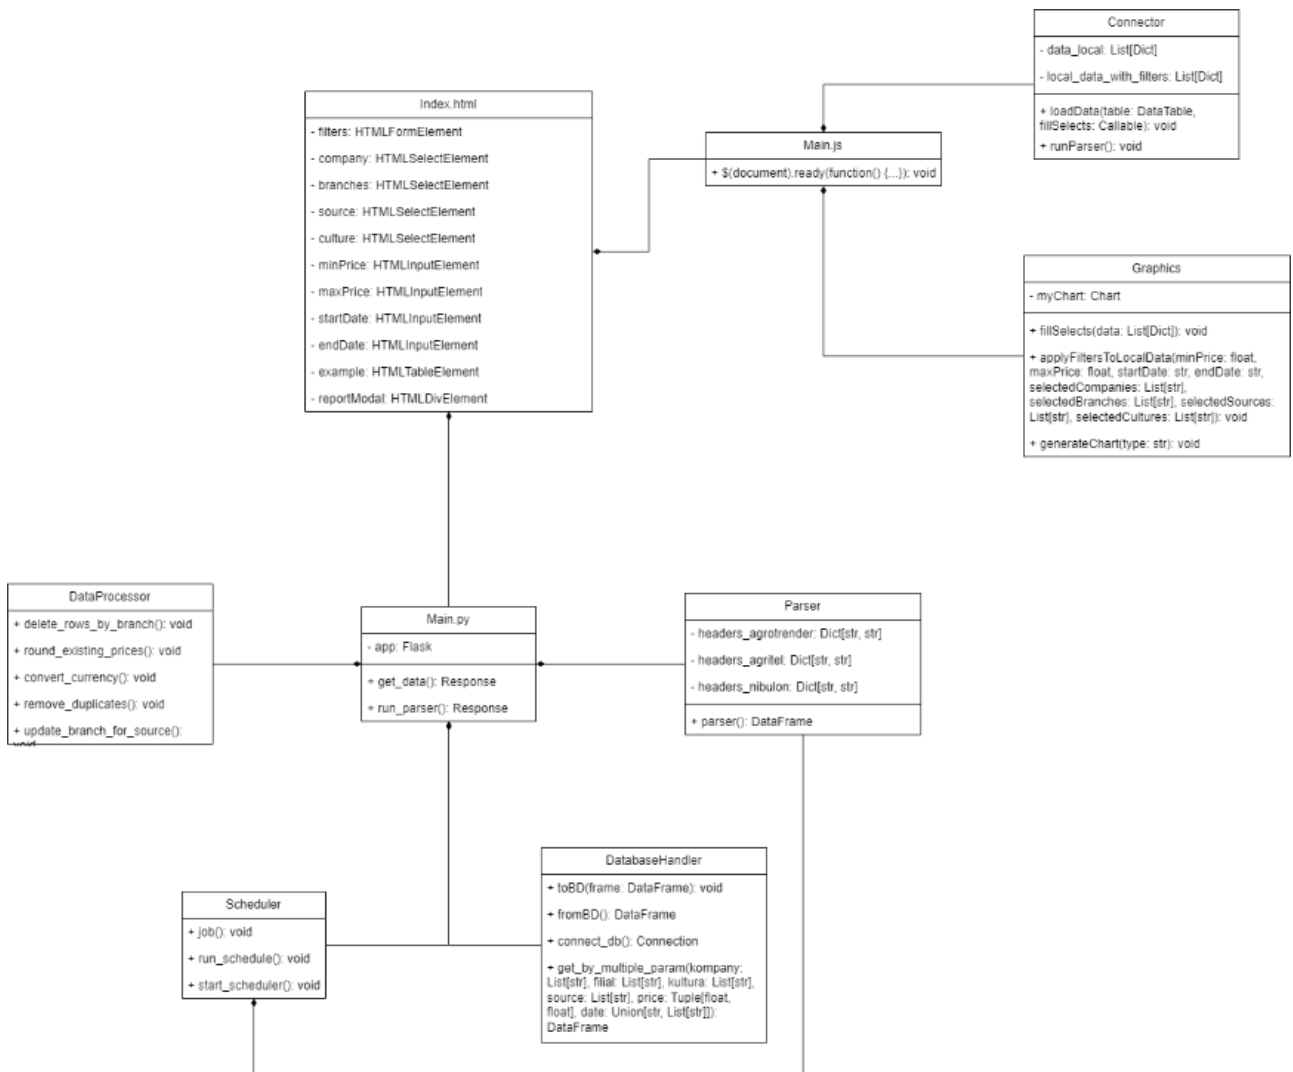 Connector
- data_local: List[Dict]
- local_data_with_filters: List[Dict]
+ loadData(table: DataTable,
fillSelects: Callable): void
+ runParser(): void
Index.html
- filters: HTMLFormElement
- company: HTMLSelectElement
- branches: HTMLSelectElement
- source: HTMLSelectElement
- culture: HTMLSelectElement
- minPrice: HTMLInputElement
- maxPrice: HTMLInputElement
- startDate: HTMLInputElement
- endDate: HTMLInputElement
- example: HTMLTableElement
- reportModal: HTMLDivElement
Main.js
+ $(document).ready(function() {...}): void
Graphics
- myChart: Chart
+ fillSelects(data: List[Dict]): void
+ applyFiltersToLocalData(minPrice: float,
maxPrice: float, startDate: str, endDate: str,
selectedCompanies: List[str],
selectedBranches: List[str], selectedSources:
List[str], selectedCultures: List[str]): void
+ generateChart(type: str): void
DataProcessor
+ delete_rows_by_branch(): void
+ round_existing_prices(): void
+ convert_currency(): void
+ remove_duplicates(): void
+ update_branch_for_source():
void
Main.py
- app: Flask
+ get_data(): Response
+ run_parser(): Response
Parser
- headers_agrotrender: Dict[str, str]
- headers_agritel: Dict[str, str]
- headers_nibulon: Dict[str, str]
+ parser(): DataFrame
Scheduler
+ job(): void
+ run_schedule(): void
+ start_scheduler(): void
DatabaseHandler
+ toBD(frame: DataFrame): void
+ fromBD(): DataFrame
+ connect_db(): Connection
+ get_by_multiple_param(kompany:
List[str], filial: List[str], kultura: List[str],
source: List[str], price: Tuple[float,
float], date: Union[str, List[str]]):
DataFrame